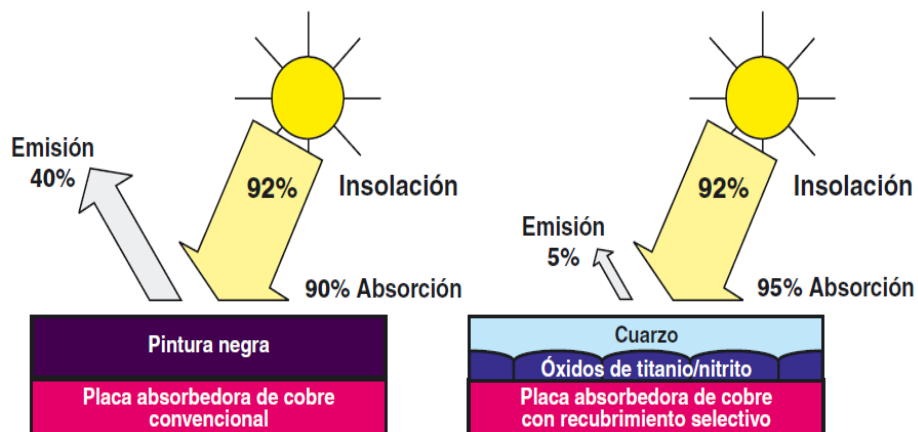 Emisión
40%
92%
Insolación
90% Absorción
Pintura negra
Placa absorbedora de cobre
convencional
Emisión
5%
92%
Insolación
95% Absorción
Cuarzo
Óxidos de titanio/nitrito
Placa absorbedora de cobre
con recubrimiento selectivo